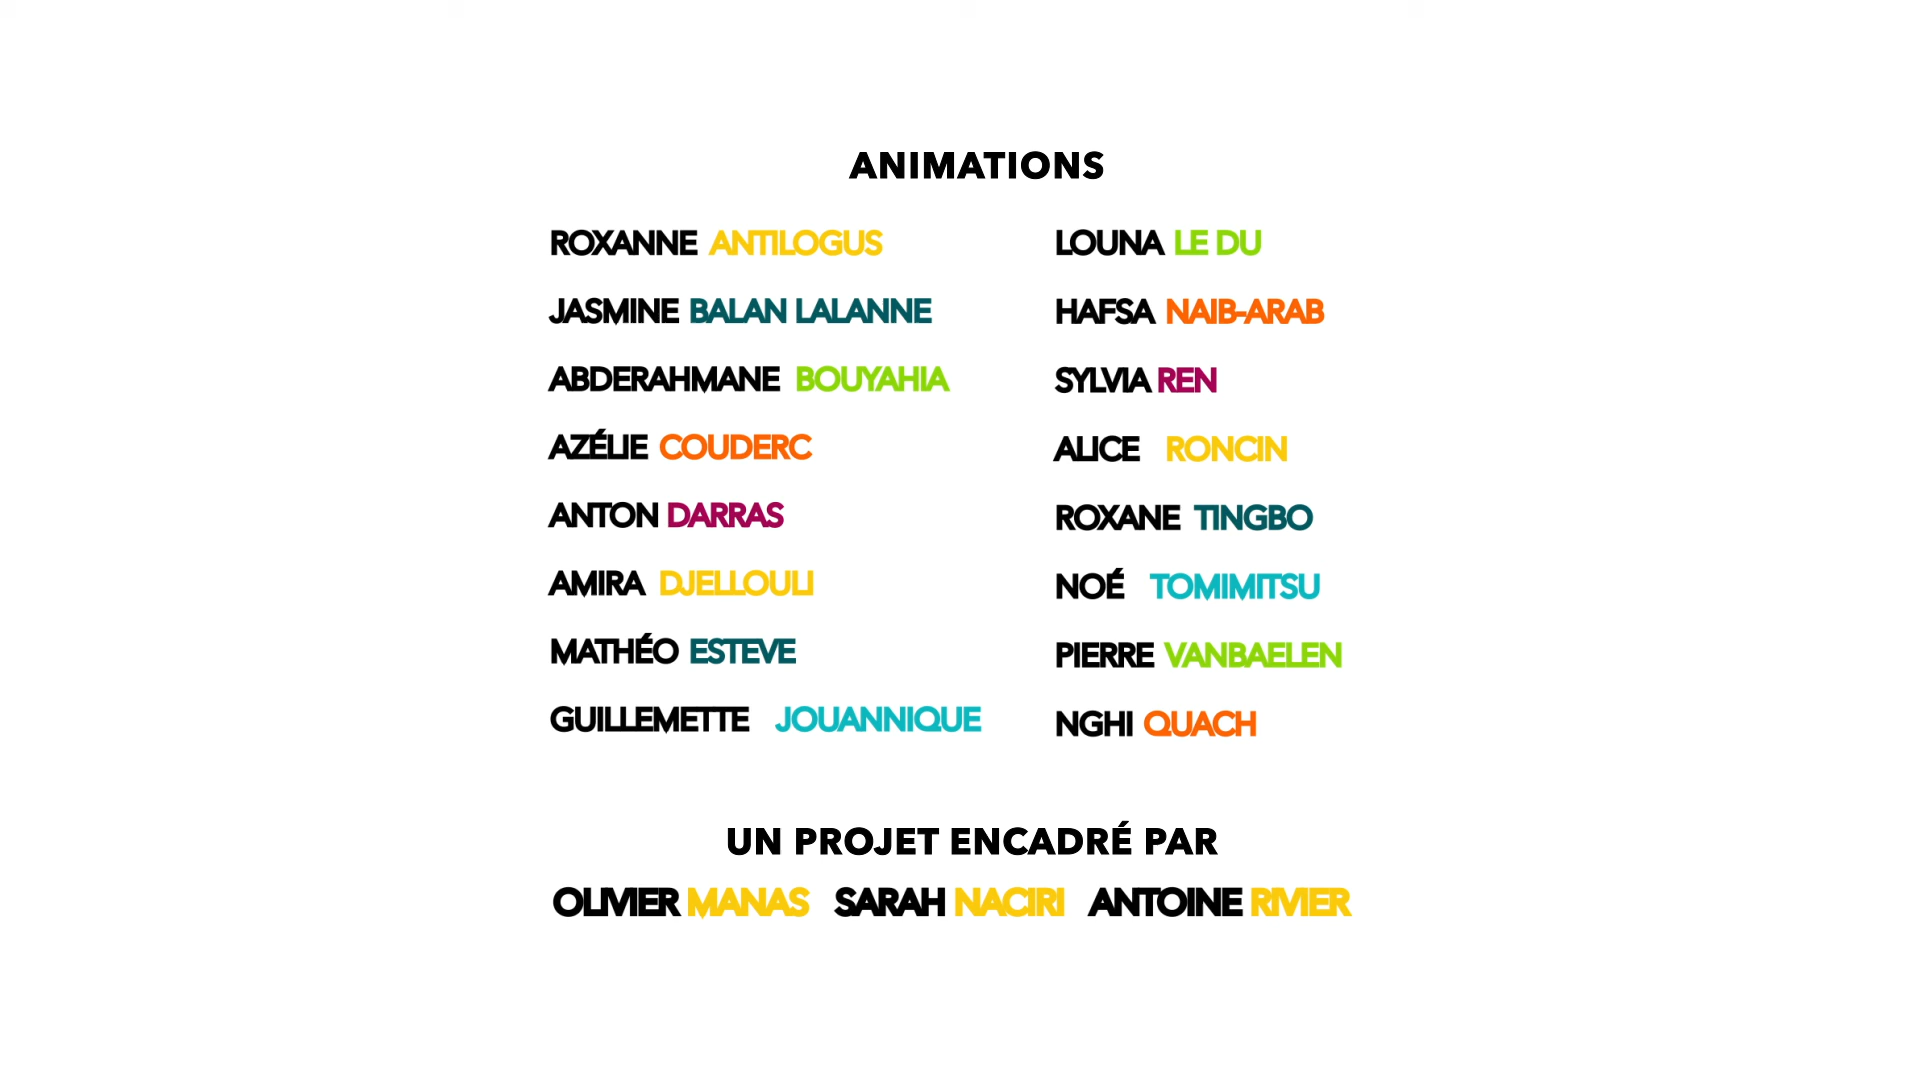 ANIMATIONS
ROXANNE ANTILOGUS
JASMINE BALAN LALANNE
ABDERAHMANE BOUYAHIA
AZÉLIE COUDERC
ANTON DARRAS
AMIRA DJELLOULI
MATHÉO ESTEVE
GUILLEMETTE JOUANNIQUE
LOUNA LE DU
HAFSA NAIB-ARAB
SYLVIA REN
ALICE RONCIN
ROXANE TINGBO
NOÉ TOMIMITSU
PIERRE VANBAELEN
NGHI QUACH
UN PROJET ENCADRÉ PAR
OLIVIER MANAS SARAH NACIRI ANTOINE RIVIER